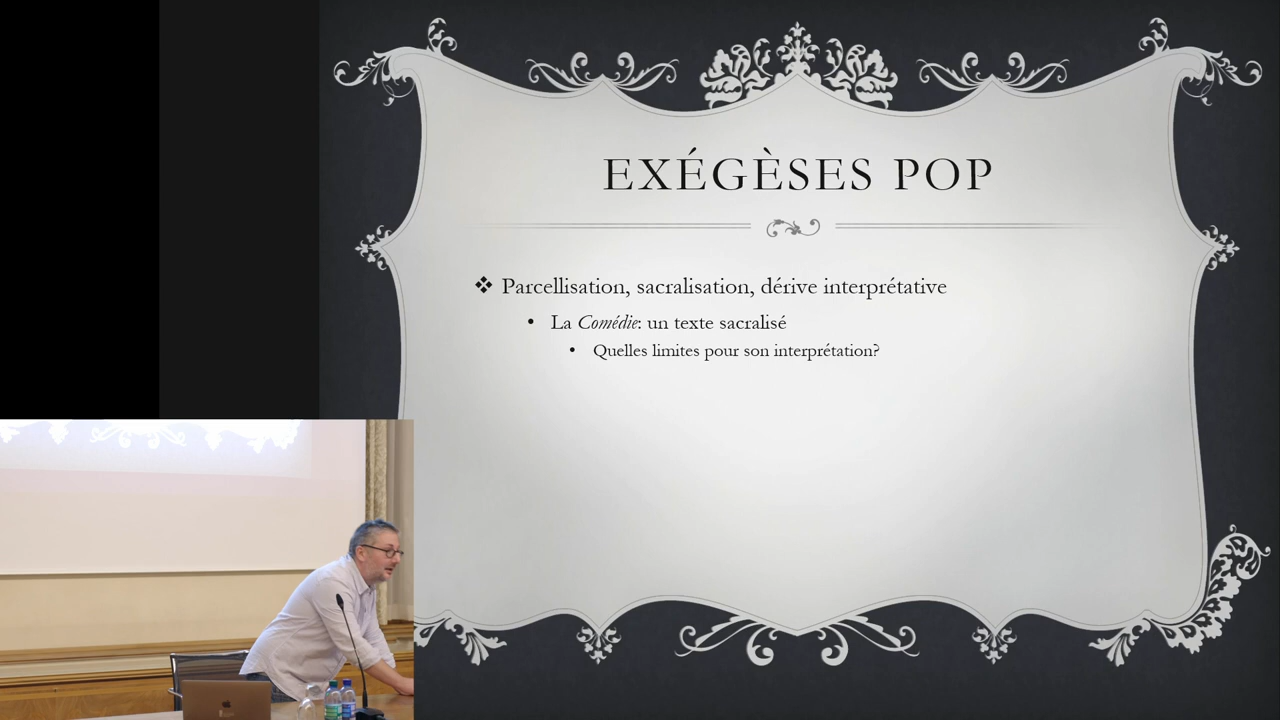 EXÉGÈSES POP
❖ Parcellisation, sacralisation, dérive interprétative
• La Comédie: un texte sacralisé
• Quelles limites pour son interprétation?